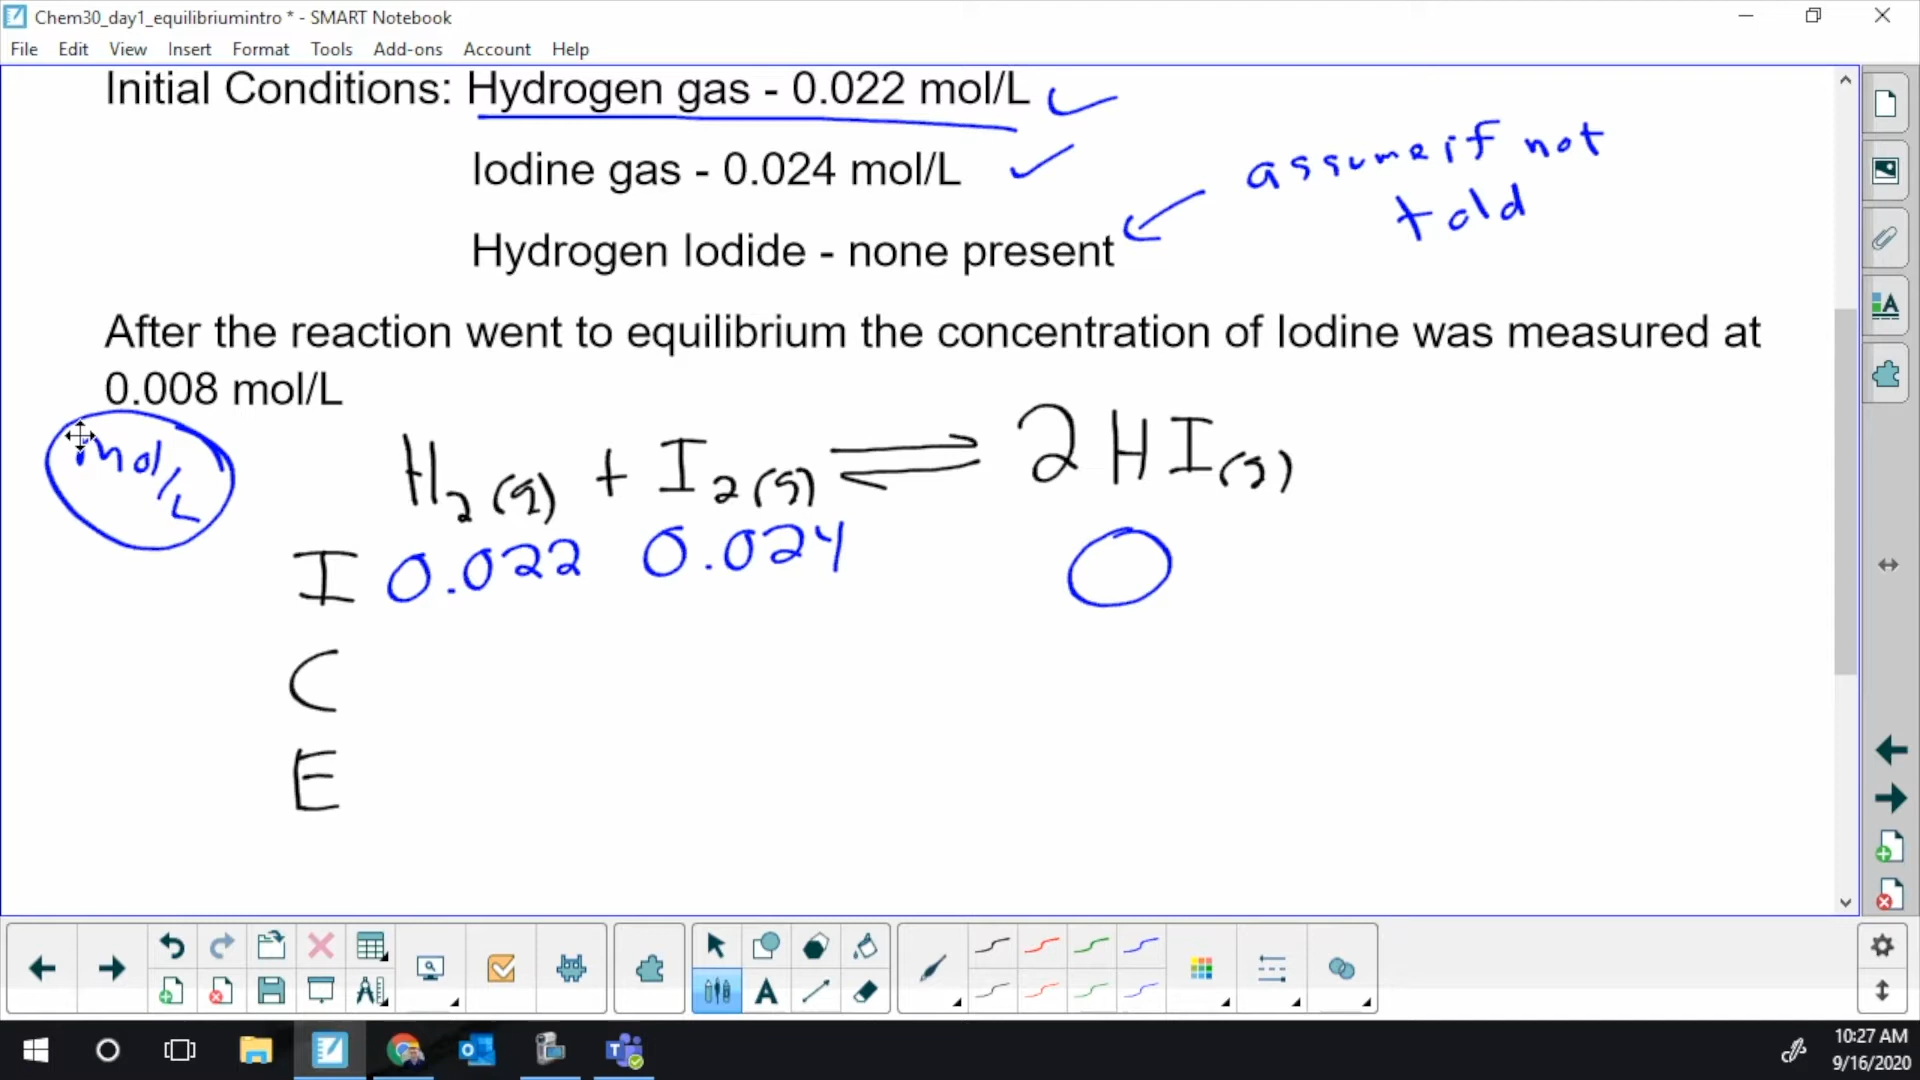 Chem30_day1_equilibriumintro * - SMART Notebook
File Edit View Insert Format Tools Add-ons Account Help
Initial Conditions: Hydrogen gas - 0.022 mol/L
Iodine gas - 0.024 mol/L
assume if not
told
Hydrogen Iodide - none present
After the reaction went to equilibrium the concentration of Iodine was measured at
0.008 mol/L
mol/L
H2(g) + I2(g) ⇌ 2HI(g)
I 0.022 0.024 0
C
E
10:27 AM
9/16/2020